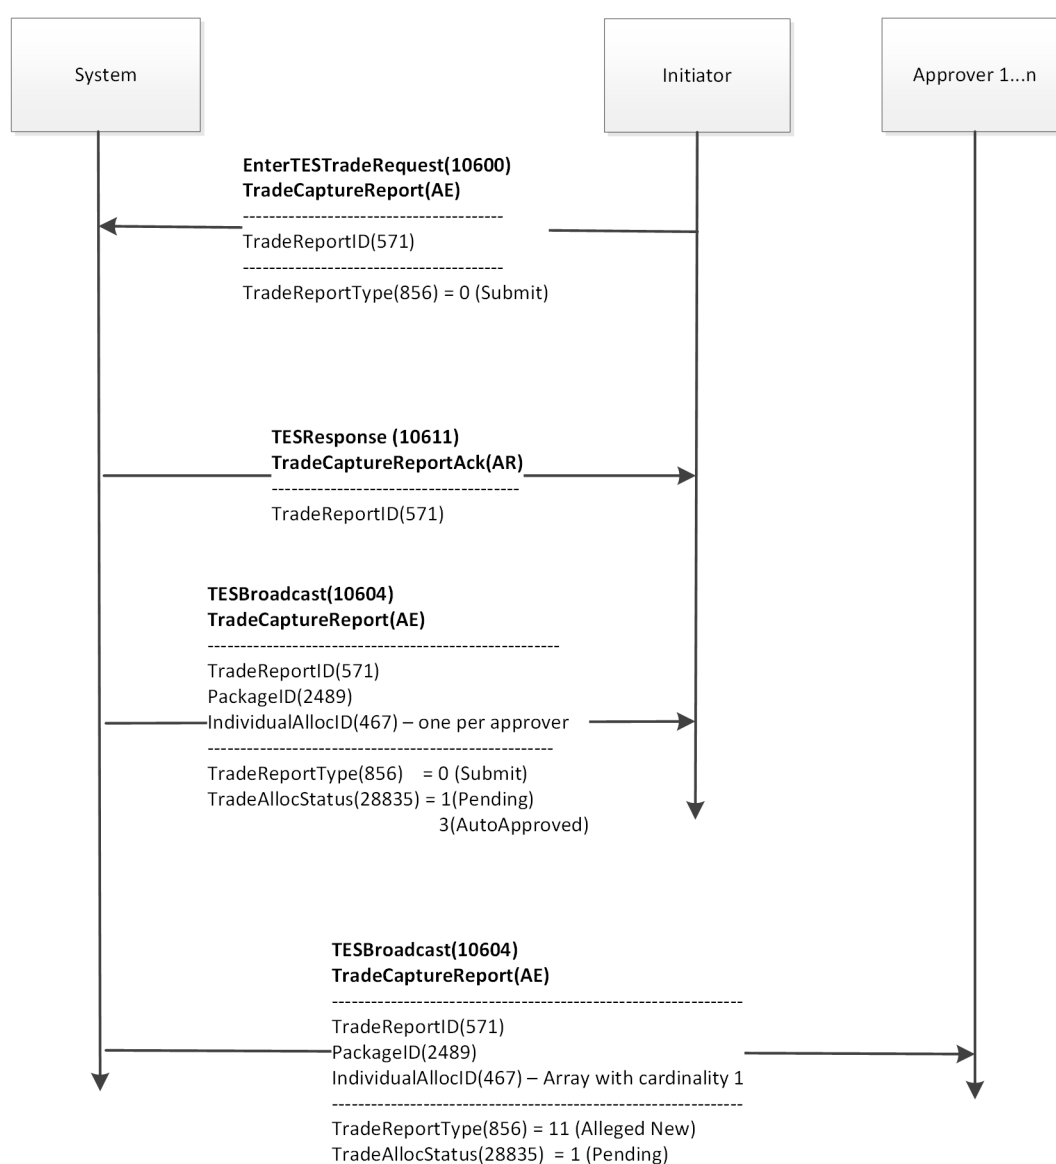 System
Initiator
Approver 1...n
EnterTESTradeRequest(10600)
TradeCaptureReport(AE)
----------------------------------------
TradeReportID(571)
----------------------------------------
TradeReportType(856) = 0 (Submit)
TESResponse (10611)
TradeCaptureReportAck(AR)
--------------------------------------
TradeReportID(571)
TESBroadcast(10604)
TradeCaptureReport(AE)
------------------------------------------------------
TradeReportID(571)
PackageID(2489)
IndividualAllocID(467) – one per approver
-----------------------------------------------------
TradeReportType(856) = 0 (Submit)
TradeAllocStatus(28835) = 1(Pending)
3(AutoApproved)
TESBroadcast(10604)
TradeCaptureReport(AE)
---------------------------------------------------------------
TradeReportID(571)
PackageID(2489)
IndividualAllocID(467) – Array with cardinality 1
---------------------------------------------------------------
TradeReportType(856) = 11 (Alleged New)
TradeAllocStatus(28835) = 1 (Pending)